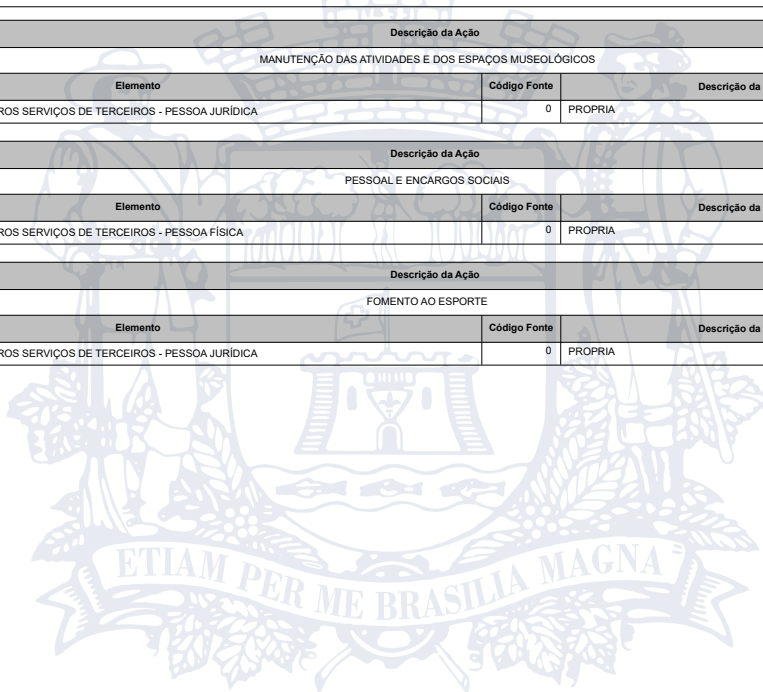 Descrição da Ação
MANUTENÇÃO DAS ATIVIDADES E DOS ESPAÇOS MUSEOLÓGICOS
Elemento Código Fonte Descrição da
ROS SERVIÇOS DE TERCEIROS - PESSOA JURÍDICA 0 PROPRIA
Descrição da Ação
PESSOAL E ENCARGOS SOCIAIS
Elemento Código Fonte Descrição da
ROS SERVIÇOS DE TERCEIROS - PESSOA FÍSICA 0 PROPRIA
Descrição da Ação
FOMENTO AO ESPORTE
Elemento Código Fonte Descrição da
ROS SERVIÇOS DE TERCEIROS - PESSOA JURÍDICA 0 PROPRIA
ETIAM PER ME BRASILIA MAGNA